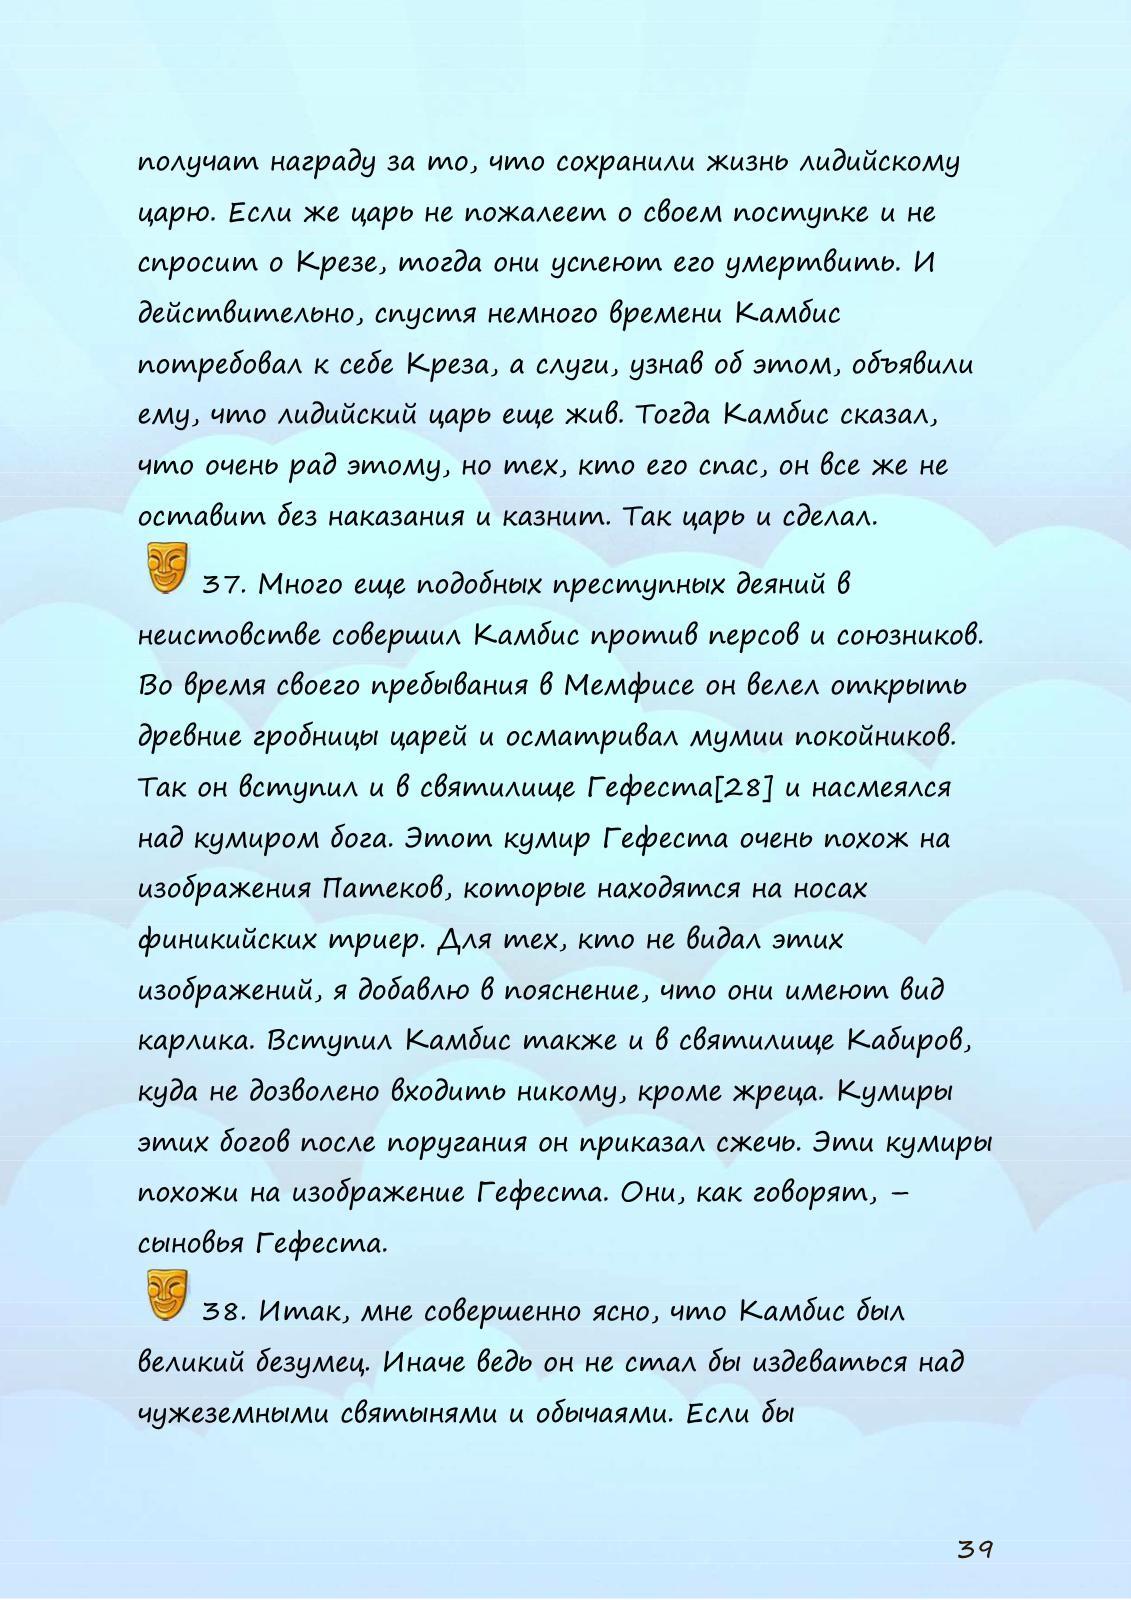 получат награду за то, что сохранили жизнь лидийскому
царю. Если же царь не пожалеет о своем поступке и не
спросит о Крезе, тогда они успеют его умертвить. И
действительно, спустя немного времени Камбис
потребовал к себе Креза, а слуги, узнав об этом, объявили
ему, что лидийский царь еще жив. Тогда Камбис сказал,
что очень рад этому, но тех, кто его спас, он все же не
оставит без наказания и казнит. Так царь и сделал.
37. Много еще подобных преступных деяний в
неистовстве совершил Камбис против персов и союзников.
Во время своего пребывания в Мемфисе он велел открыть
древние гробницы царей и осматривал мумии покойников.
Так он вступил и в святилище Гефеста[28] и насмеялся
над кумиром бога. Этот кумир Гефеста очень похож на
изображения Патеков, которые находятся на носах
финикийских триер. Для тех, кто не видал этих
изображений, я добавлю в пояснение, что они имеют вид
карлика. Вступил Камбис также и в святилище Кабиров,
куда не дозволено входить никому, кроме жреца. Кумиры
этих богов после поругания он приказал сжечь. Эти кумиры
похожи на изображение Гефеста. Они, как говорят, –
сыновья Гефеста.
38. Итак, мне совершенно ясно, что Камбис был
великий безумец. Иначе ведь он не стал бы издеваться над
чужеземными святынями и обычаями. Если бы
39